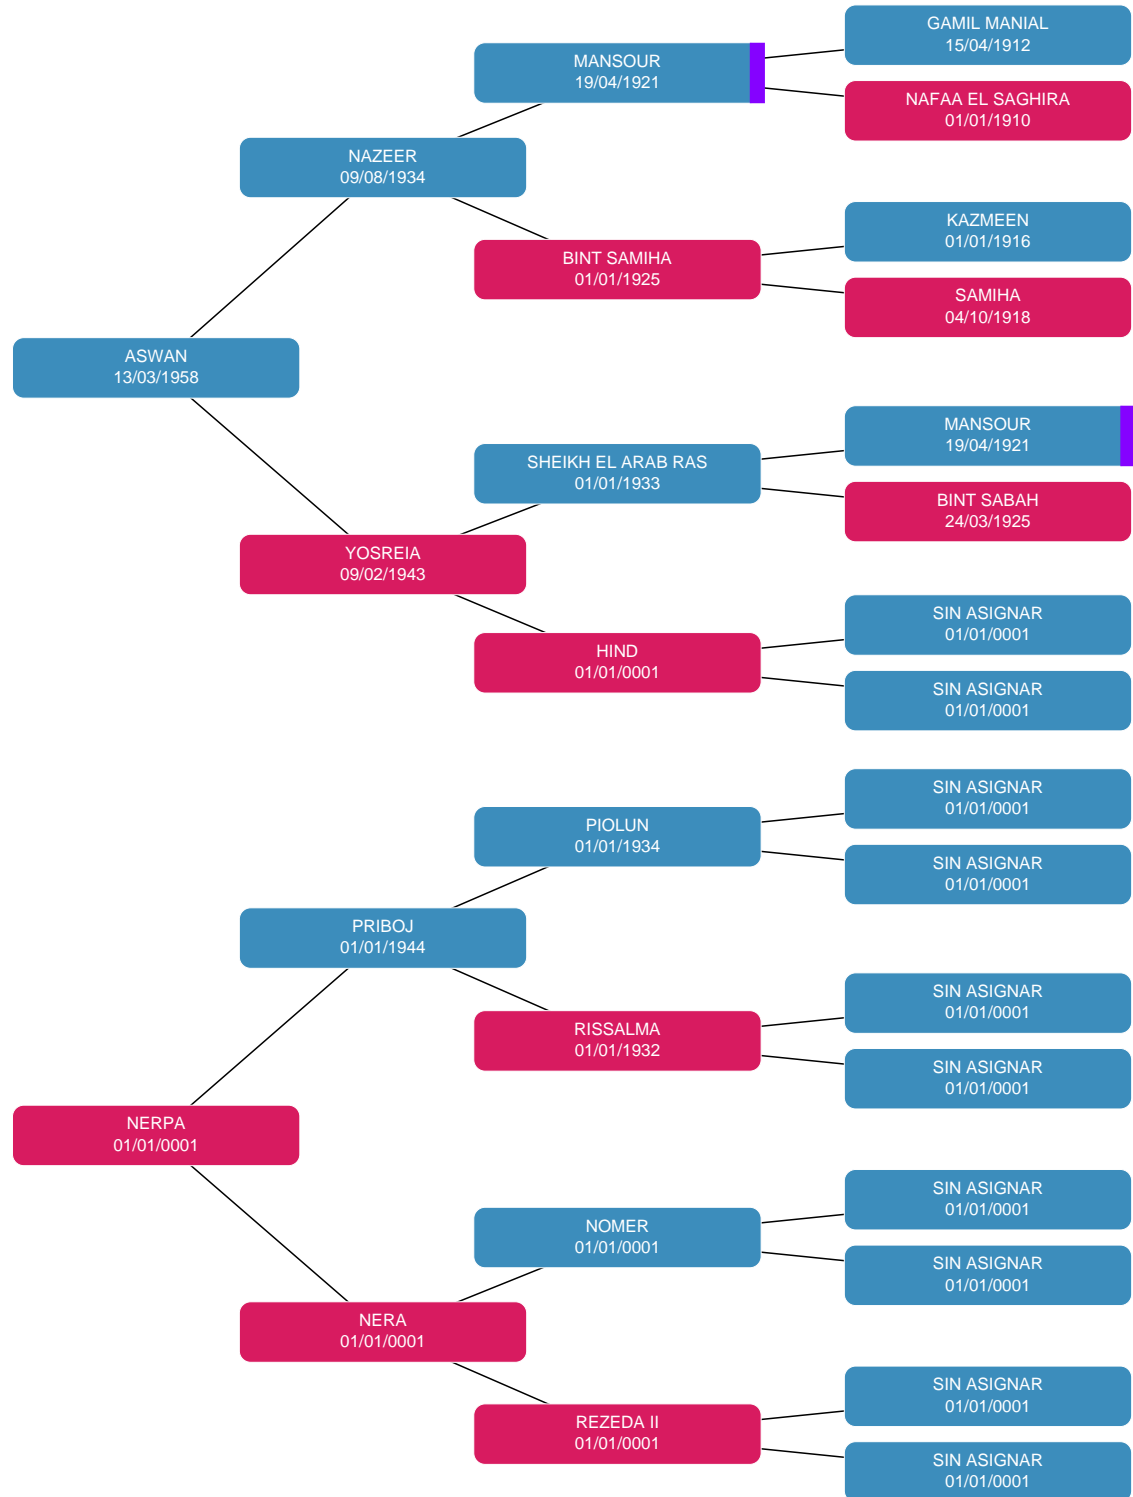 GAMIL MANIAL
15/04/1912
MANSOUR
19/04/1921
NAFAA EL SAGHIRA
01/01/1910
NAZEER
09/08/1934
KAZMEEN
01/01/1916
BINT SAMIHA
01/01/1925
SAMIHA
04/10/1918
ASWAN
13/03/1958
MANSOUR
19/04/1921
SHEIKH EL ARAB RAS
01/01/1933
BINT SABAH
24/03/1925
YOSREIA
09/02/1943
SIN ASIGNAR
01/01/0001
HIND
01/01/0001
SIN ASIGNAR
01/01/0001
SIN ASIGNAR
01/01/0001
PIOLUN
01/01/1934
SIN ASIGNAR
01/01/0001
PRIBOJ
01/01/1944
SIN ASIGNAR
01/01/0001
RISSALMA
01/01/1932
SIN ASIGNAR
01/01/0001
NERPA
01/01/0001
SIN ASIGNAR
01/01/0001
NOMER
01/01/0001
SIN ASIGNAR
01/01/0001
NERA
01/01/0001
SIN ASIGNAR
01/01/0001
REZEDA II
01/01/0001
SIN ASIGNAR
01/01/0001